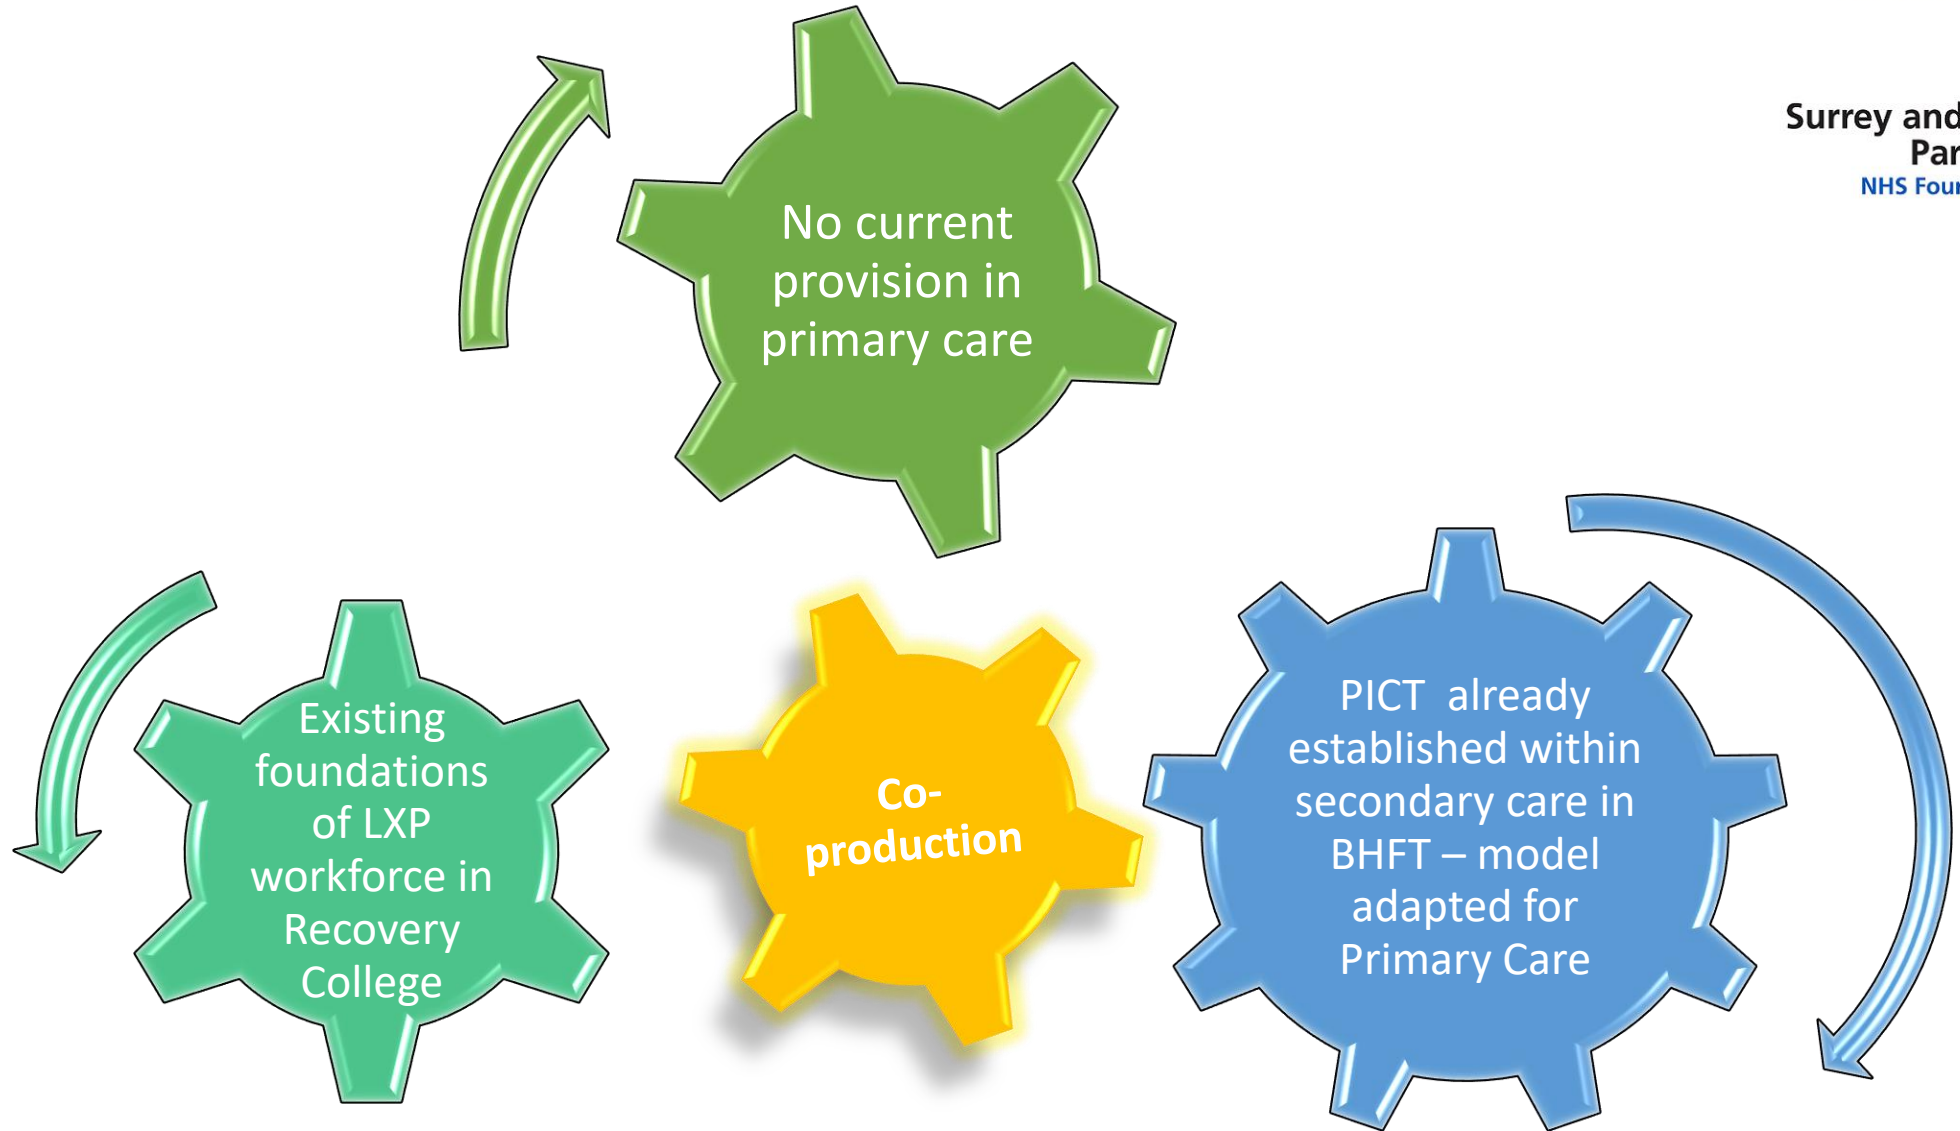 Surrey and
Par
NHS Four
No current
provision in
primary care
Existing
foundations
of LXP
workforce in
Recovery
College
Co-
production
PICT  already
established within
secondary care in
BHFT – model
adapted for
Primary Care